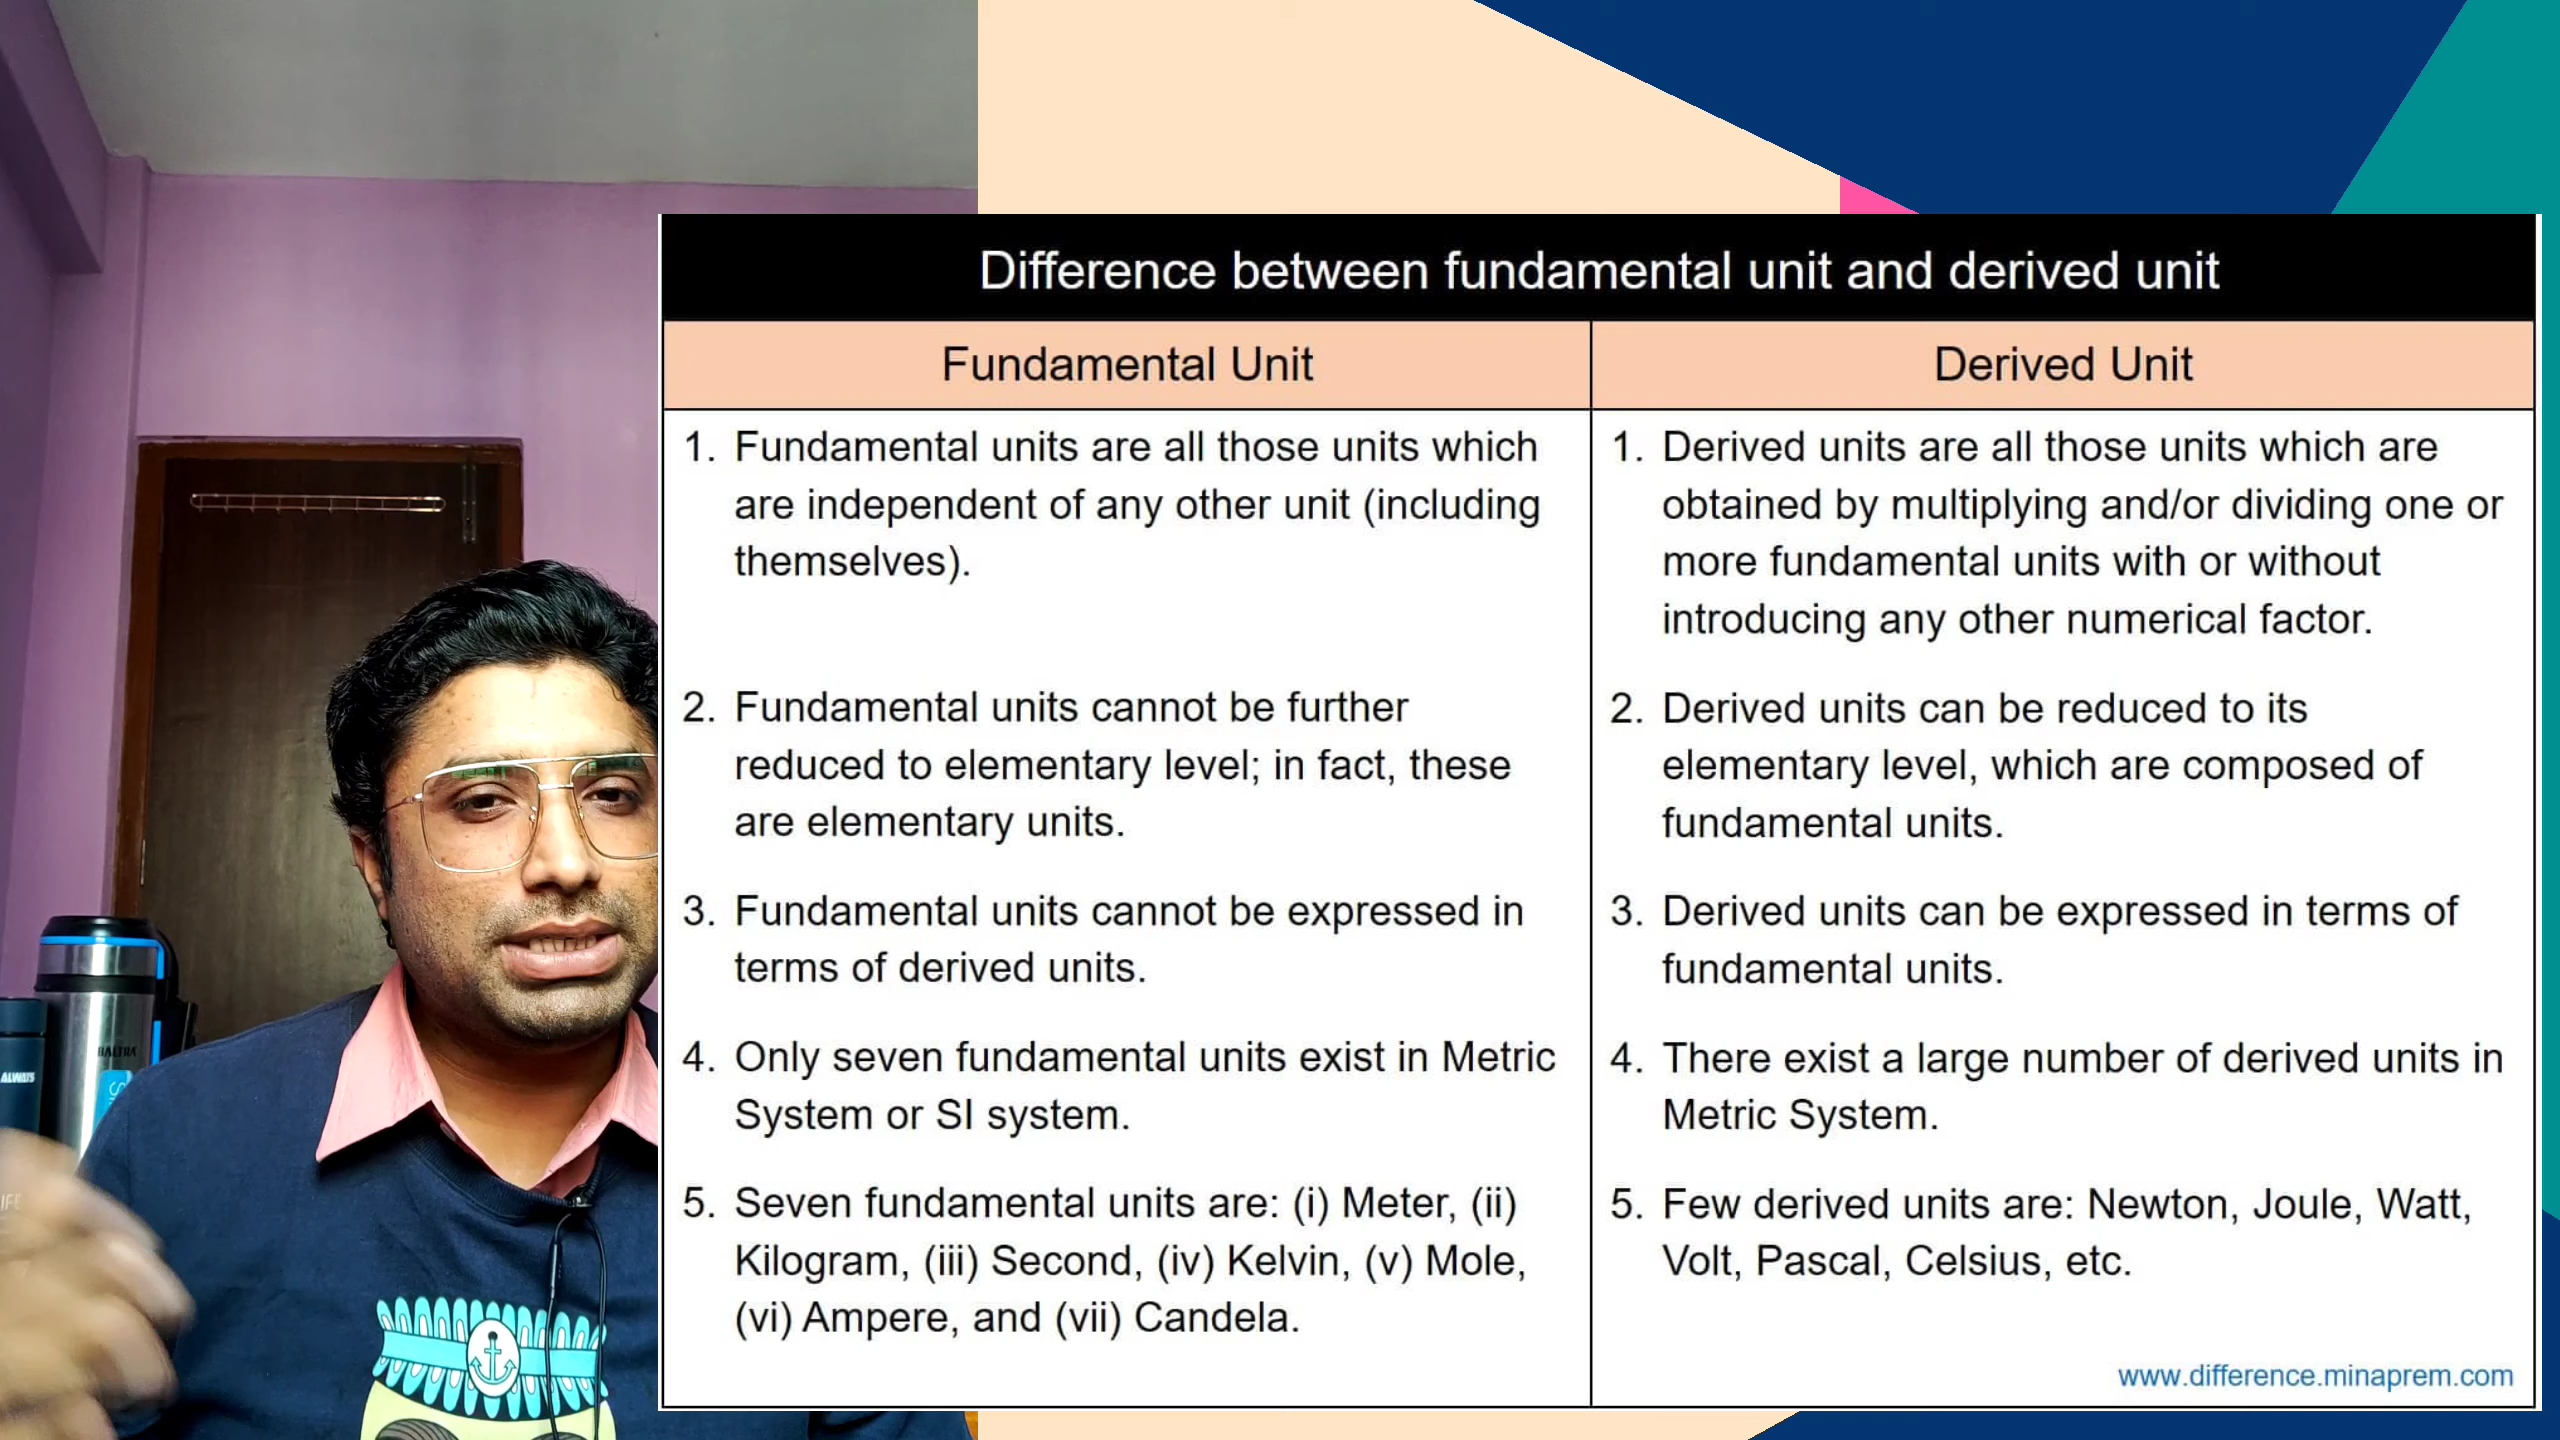 Difference between fundamental unit and derived unit
Fundamental Unit
1. Fundamental units are all those units which
are independent of any other unit (including
themselves).
2. Fundamental units cannot be further
reduced to elementary level; in fact, these
are elementary units.
3. Fundamental units cannot be expressed in
terms of derived units.
4. Only seven fundamental units exist in Metric
System or SI system.
5. Seven fundamental units are: (i) Meter, (ii)
Kilogram, (iii) Second, (iv) Kelvin, (v) Mole,
(vi) Ampere, and (vii) Candela.
Derived Unit
1. Derived units are all those units which are
obtained by multiplying and/or dividing one or
more fundamental units with or without
introducing any other numerical factor.
2. Derived units can be reduced to its
elementary level, which are composed of
fundamental units.
3. Derived units can be expressed in terms of
fundamental units.
4. There exist a large number of derived units in
Metric System.
5. Few derived units are: Newton, Joule, Watt,
Volt, Pascal, Celsius, etc.
www.difference.minaprem.com
BALTRA
ALWAYS